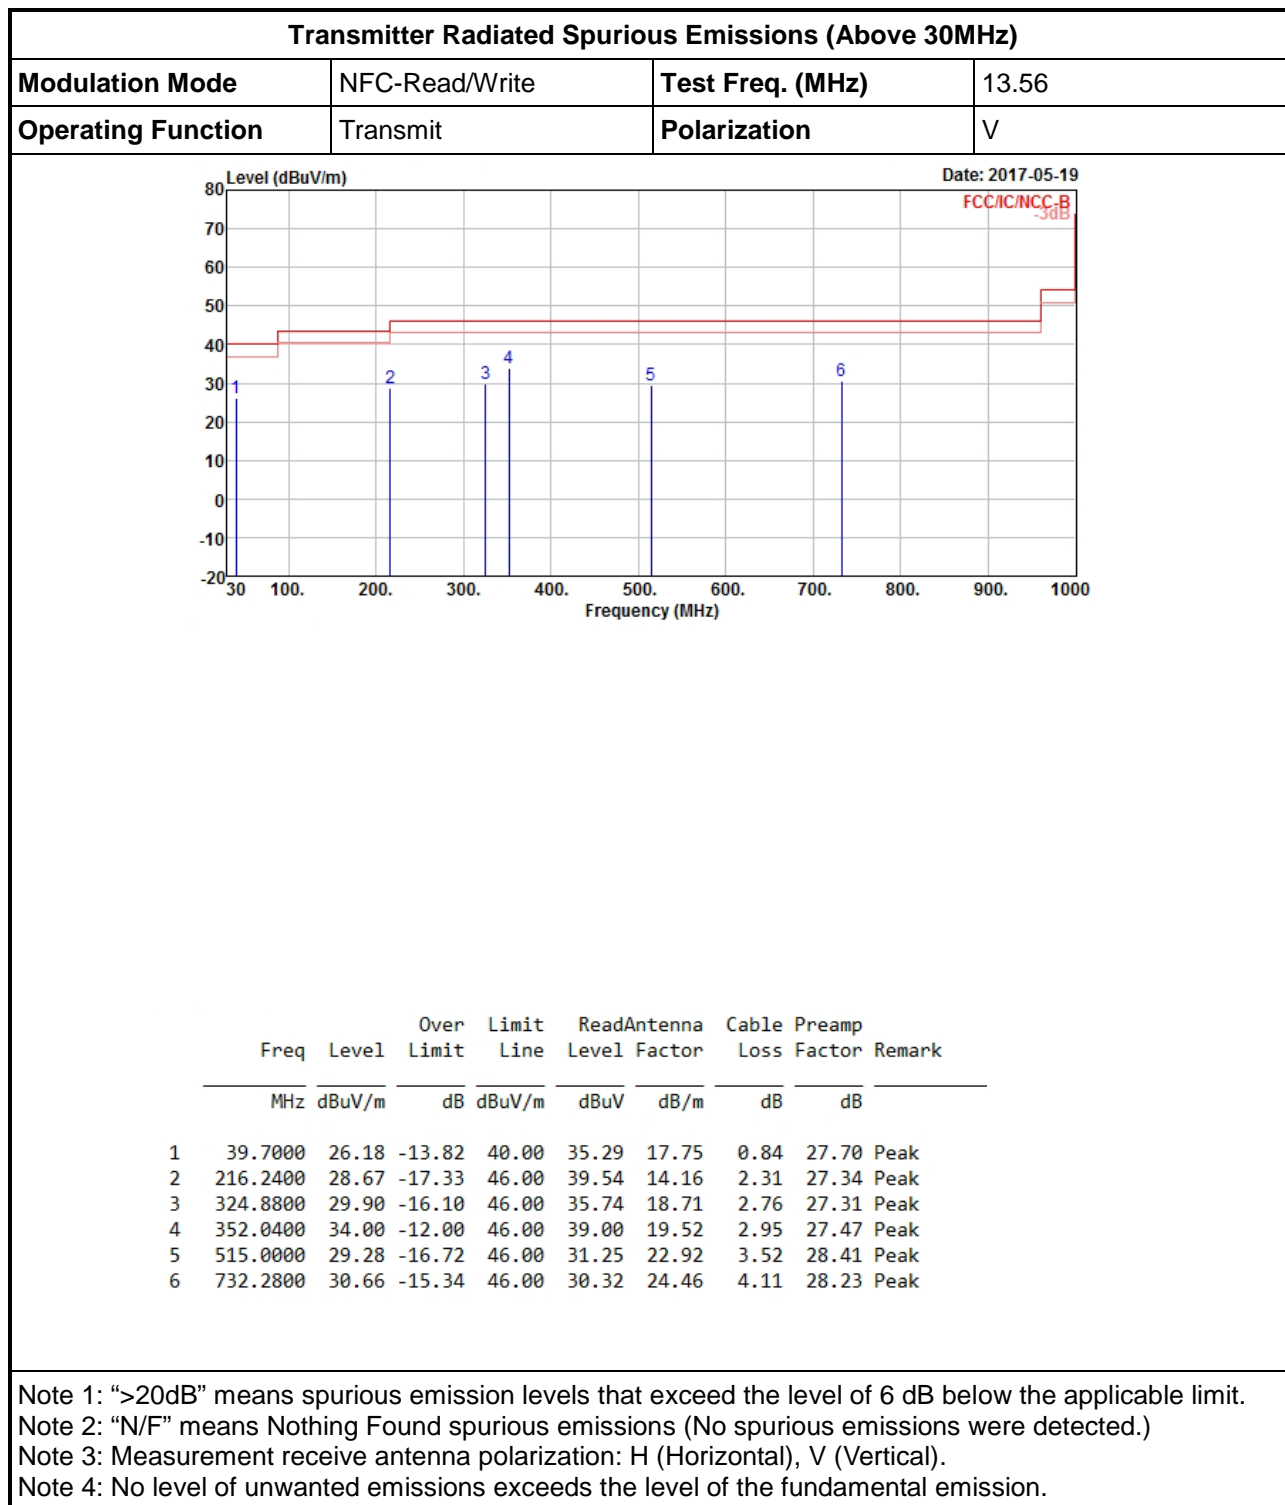 Transmitter Radiated Spurious Emissions (Above 30MHz)
Modulation Mode NFC-Read/Write Test Freq. (MHz) 13.56
Operating Function Transmit Polarization V
Level (dBuV/m) Date: 2017-05-19
FCC/IC/NCC-B
-3dB
80
70
60
50
40
30
20
10
0
-10
-20
1 2 3 4 5 6
30 100. 200. 300. 400. 500. 600. 700. 800. 900. 1000
Frequency (MHz)
Over Limit ReadAntenna Cable Preamp
Freq Level Limit Line Level Factor Loss Factor Remark
MHz dBuV/m dB dBuV/m dBuV dB/m dB dB
1 39.7000 26.18 -13.82 40.00 35.29 17.75 0.84 27.70 Peak
2 216.2400 28.67 -17.33 46.00 39.54 14.16 2.31 27.34 Peak
3 324.8800 29.90 -16.10 46.00 35.74 18.71 2.76 27.31 Peak
4 352.0400 34.00 -12.00 46.00 39.00 19.52 2.95 27.47 Peak
5 515.0000 29.28 -16.72 46.00 31.25 22.92 3.52 28.41 Peak
6 732.2800 30.66 -15.34 46.00 30.32 24.46 4.11 28.23 Peak
Note 1: “>20dB” means spurious emission levels that exceed the level of 6 dB below the applicable limit.
Note 2: “N/F” means Nothing Found spurious emissions (No spurious emissions were detected.)
Note 3: Measurement receive antenna polarization: H (Horizontal), V (Vertical).
Note 4: No level of unwanted emissions exceeds the level of the fundamental emission.